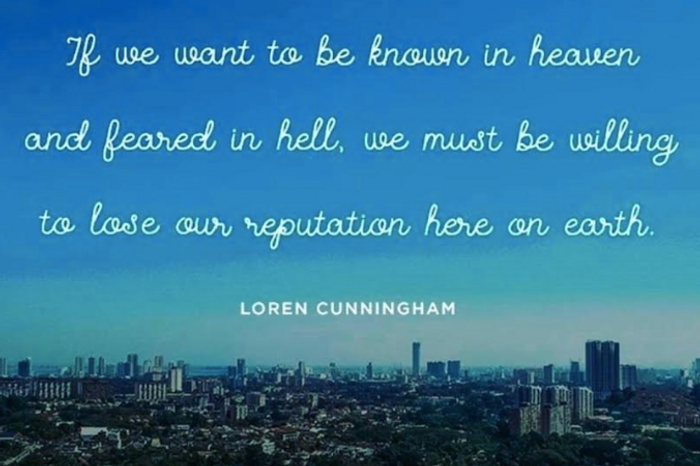 If we want to be known in heaven
and feared in hell, we must be willing
to lose our reputation here on earth.
LOREN CUNNINGHAM